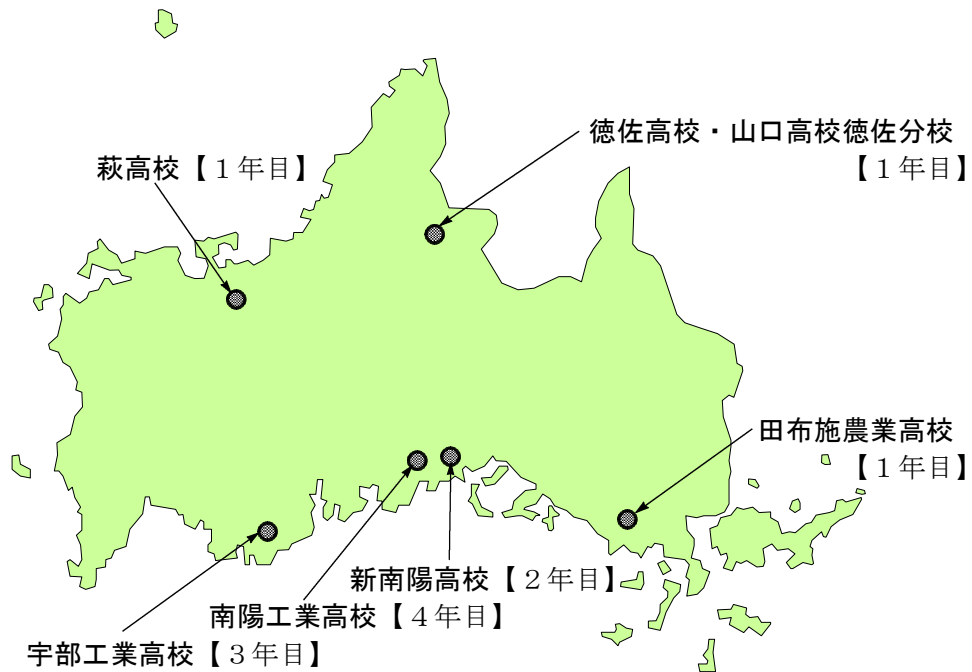 徳佐高校・山口高校徳佐分校
【１年目】
萩高校【１年目】
田布施農業高校
【１年目】
新南陽高校【２年目】
南陽工業高校【４年目】
宇部工業高校【３年目】